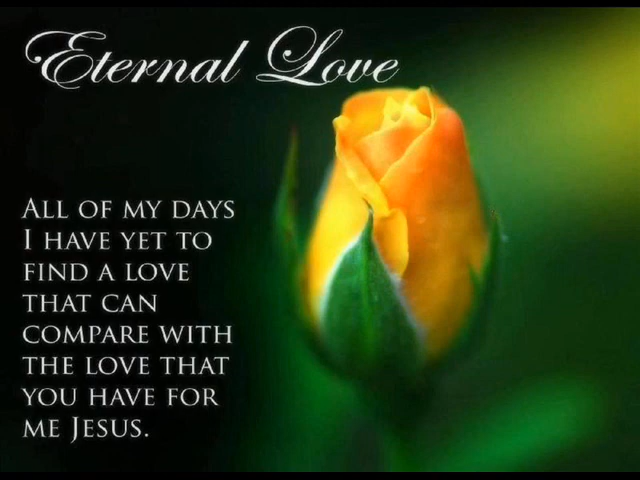 Eternal Love
All of my days
I have yet to
find a love
that can
compare with
the love that
you have for
me Jesus.